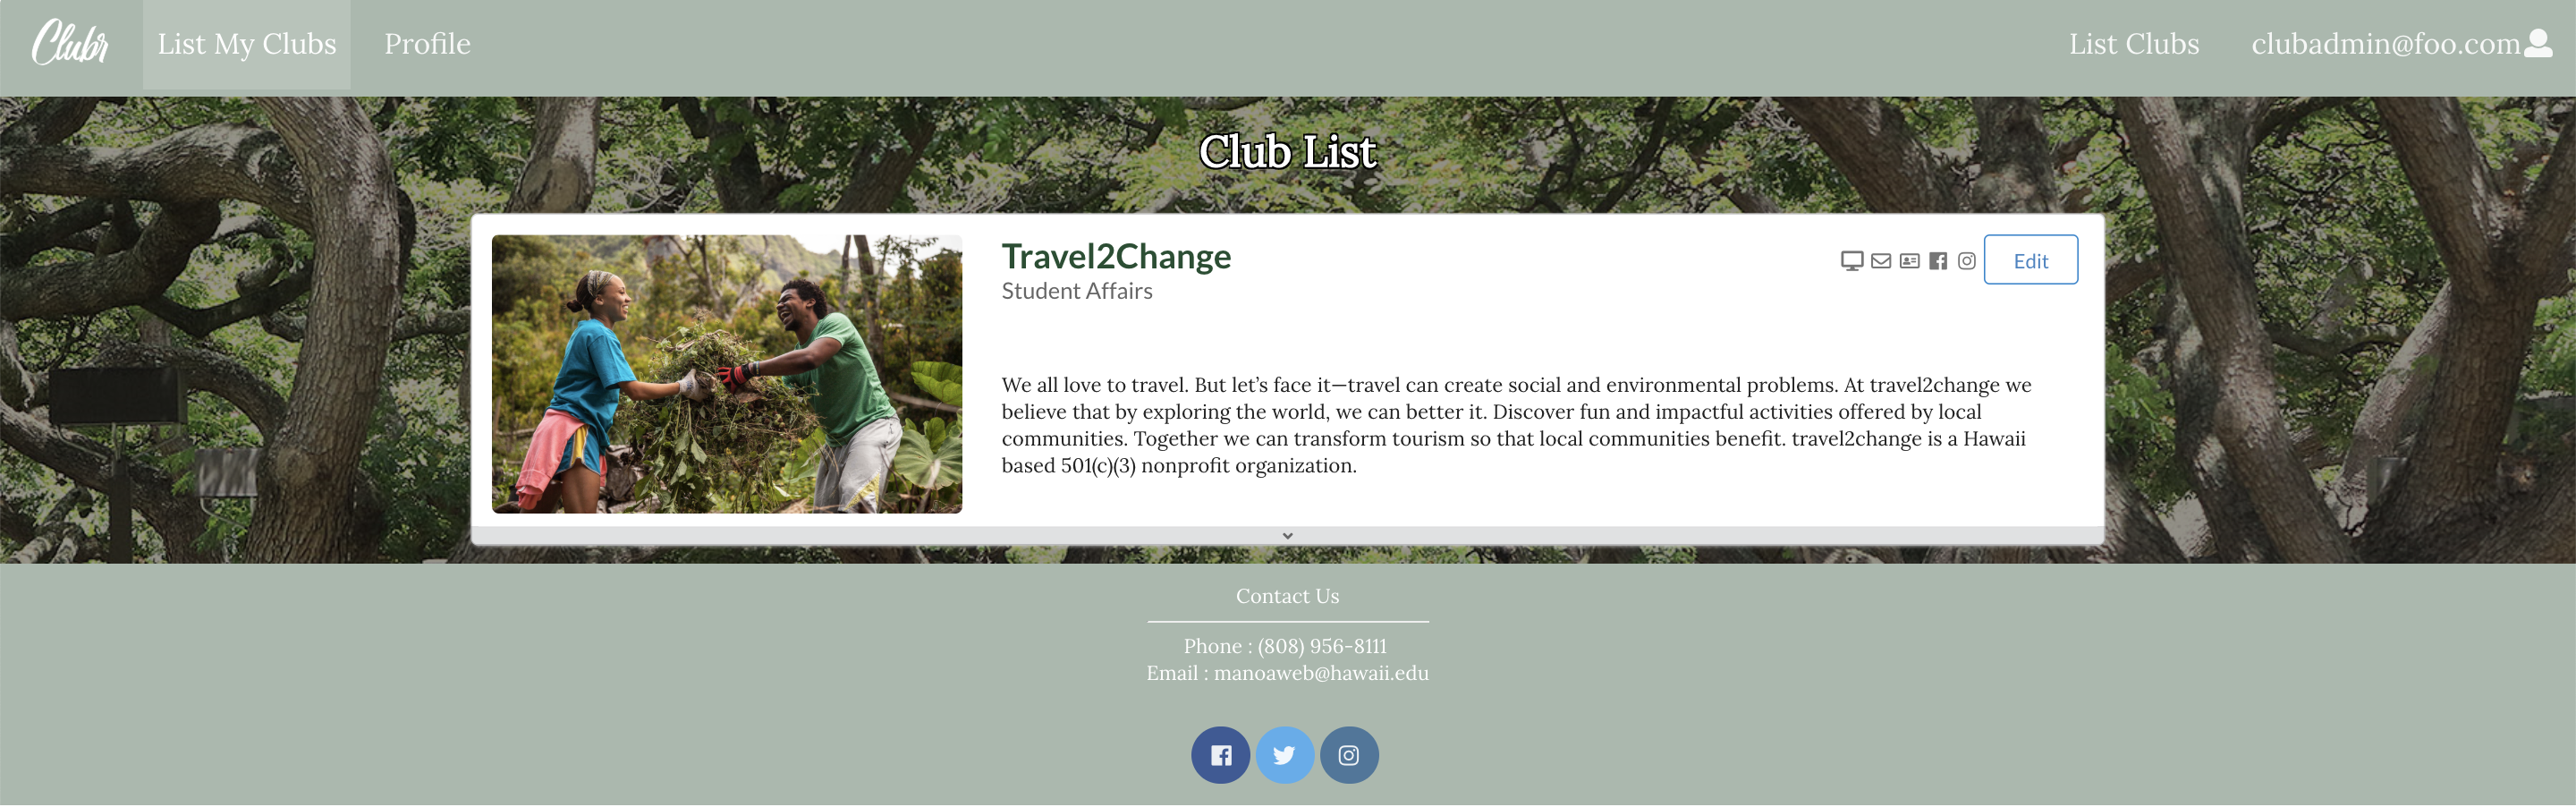 Clubr
List My Clubs
Profile
List Clubs
clubadmin@foo.com
Club List
Travel2Change
Student Affairs
Edit
We all love to travel. But let’s face it—travel can create social and environmental problems. At travel2change we
believe that by exploring the world, we can better it. Discover fun and impactful activities offered by local
communities. Together we can transform tourism so that local communities benefit. travel2change is a Hawaii
based 501(c)(3) nonprofit organization.
Contact Us
Phone : (808) 956-8111
Email : manoaweb@hawaii.edu